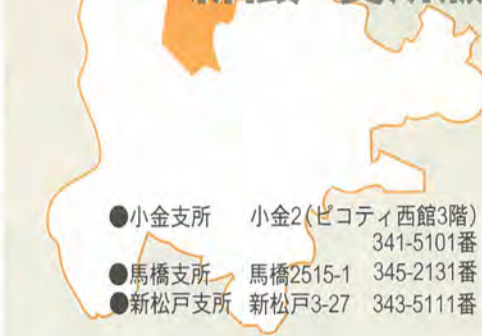 ●小金支所 小金2(ピコティ西館3階)
341-5101番
●馬橋支所 馬橋2515-1 345-2131番
●新松戸支所 新松戸3-27 343-5111番